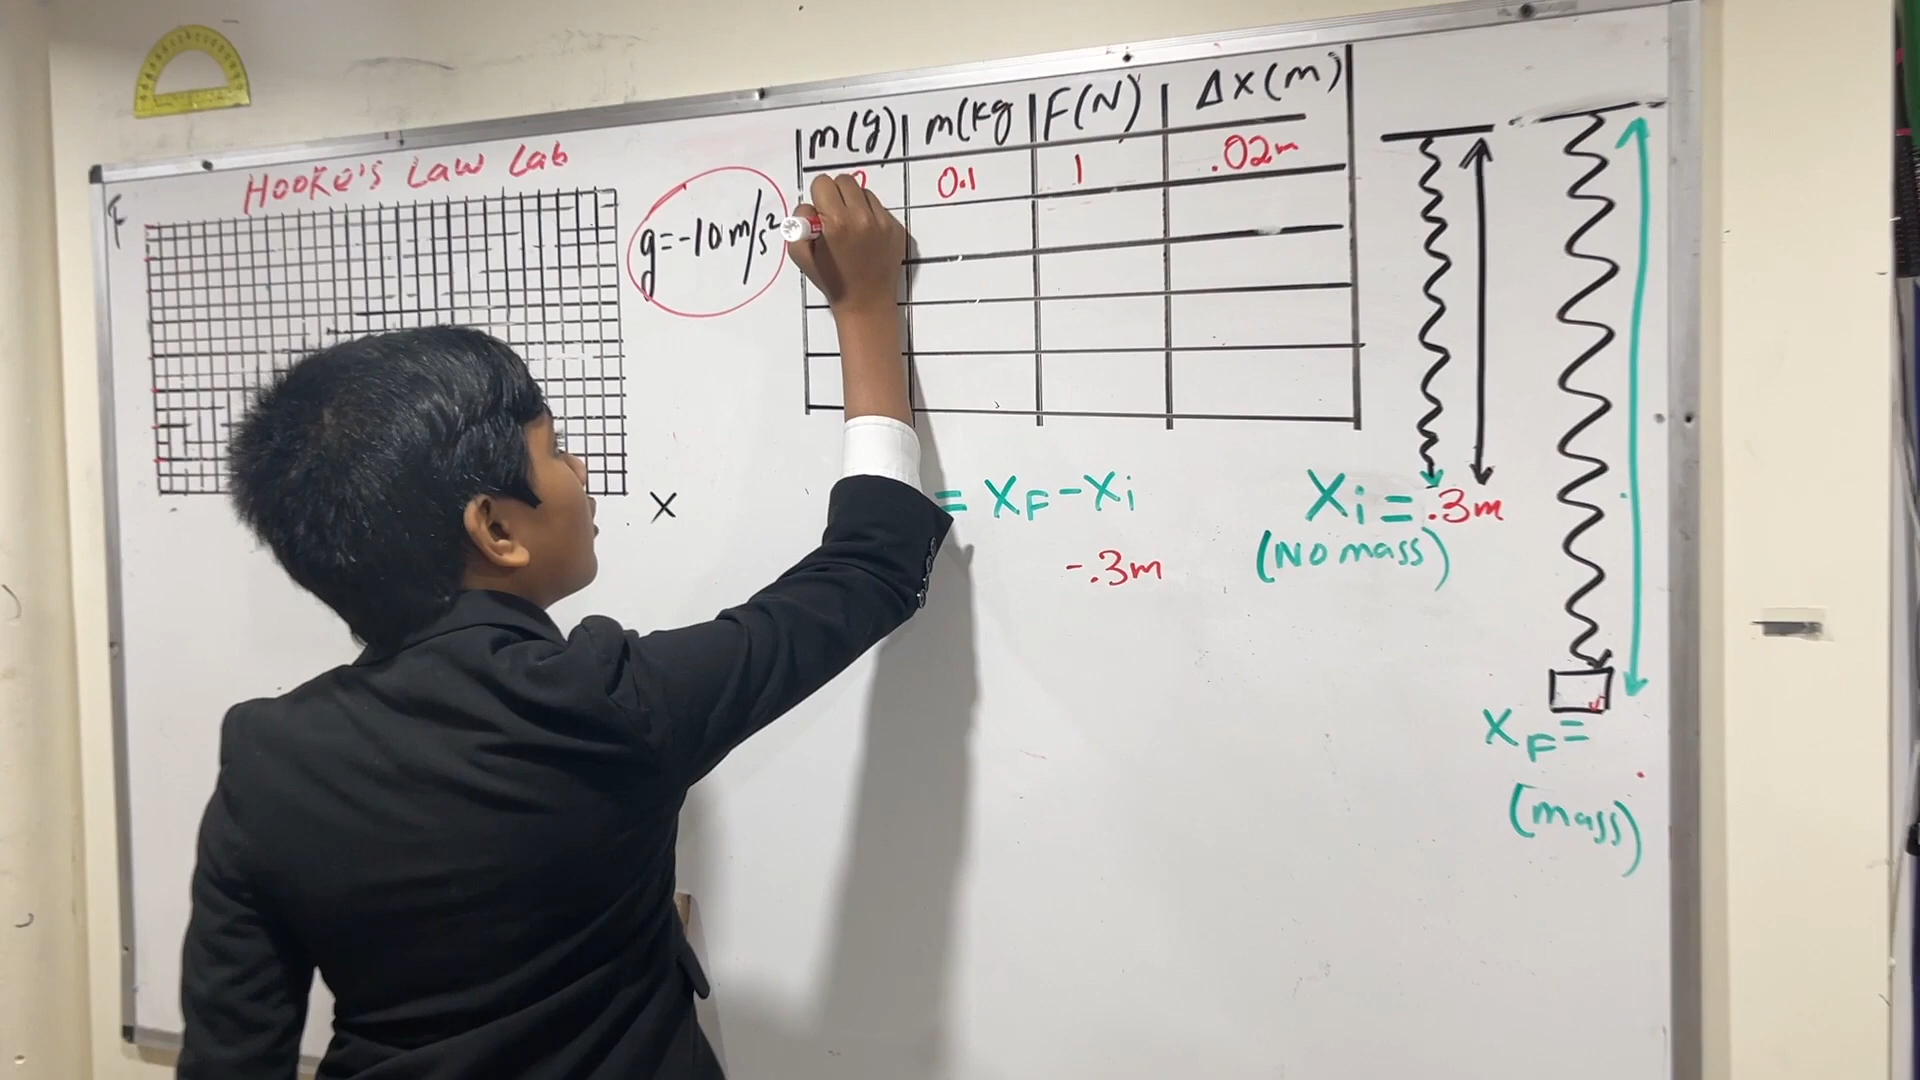 HOOKe's Law Lab
F
g=-10m/s²
X
m(g) m(kg F(N) Δx(m)
0.1 1 .02m
= XF-Xi
-.3m
Xi = .3m
(No mass)
XF=
(mass)